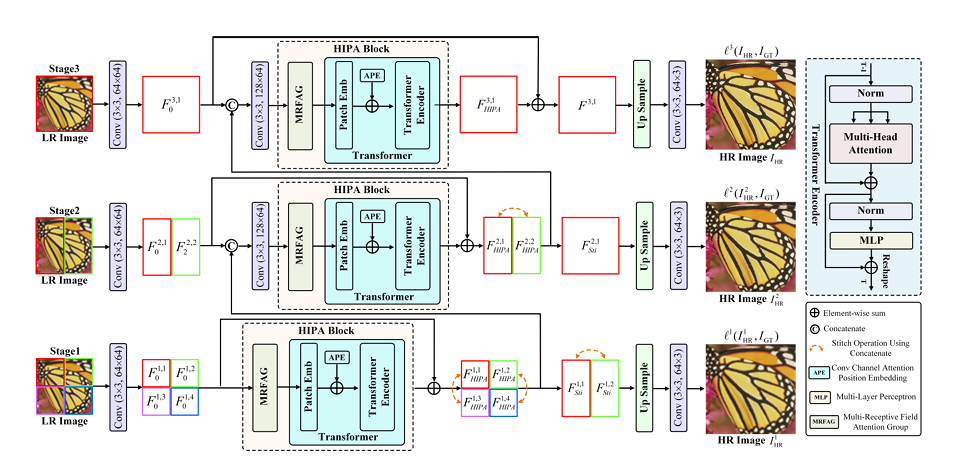 Stage3
LR Image
Conv (3×3, 64×64)
F_0^{3,1}
C
Conv (3×3, 128×64)
HIPA Block
MRFAG
Patch Emb
APE
Transformer Encoder
Transformer
F_{HIPA}^{3,1}
F^{3,1}
Up Sample
Conv (3×3, 64×3)
ℓ^3(I_{HR}, I_{GT})
HR Image I_{HR}
Stage2
LR Image
Conv (3×3, 64×64)
F_0^{2,1}
F_2^{2,2}
C
Conv (3×3, 128×64)
HIPA Block
MRFAG
Patch Emb
APE
Transformer Encoder
Transformer
F_{HIPA}^{2,1}
F_{HIPA}^{2,2}
F_{Sti}^{2,1}
Up Sample
Conv (3×3, 64×3)
ℓ^2(I_{HR}^2, I_{GT})
HR Image I_{HR}^2
Stage1
LR Image
Conv (3×3, 64×64)
F_0^{1,1}
F_0^{1,2}
F_0^{1,3}
F_0^{1,4}
HIPA Block
MRFAG
Patch Emb
APE
Transformer Encoder
Transformer
F_{HIPA}^{1,1}
F_{HIPA}^{1,2}
F_{HIPA}^{1,3}
F_{HIPA}^{1,4}
F_{Sti}^{1,1}
F_{Sti}^{1,2}
Up Sample
Conv (3×3, 64×3)
ℓ^1(I_{HR}^1, I_{GT})
HR Image I_{HR}^1
T-1
Norm
Multi-Head
Attention
Norm
MLP
Reshape
T
Transformer Encoder
Element-wise sum
C Concatenate
Stitch Operation Using
Concatenate
APE
Conv Channel Attention
Position Embedding
MLP
Multi-Layer Perceptron
MRFAG
Multi-Receptive Field
Attention Group